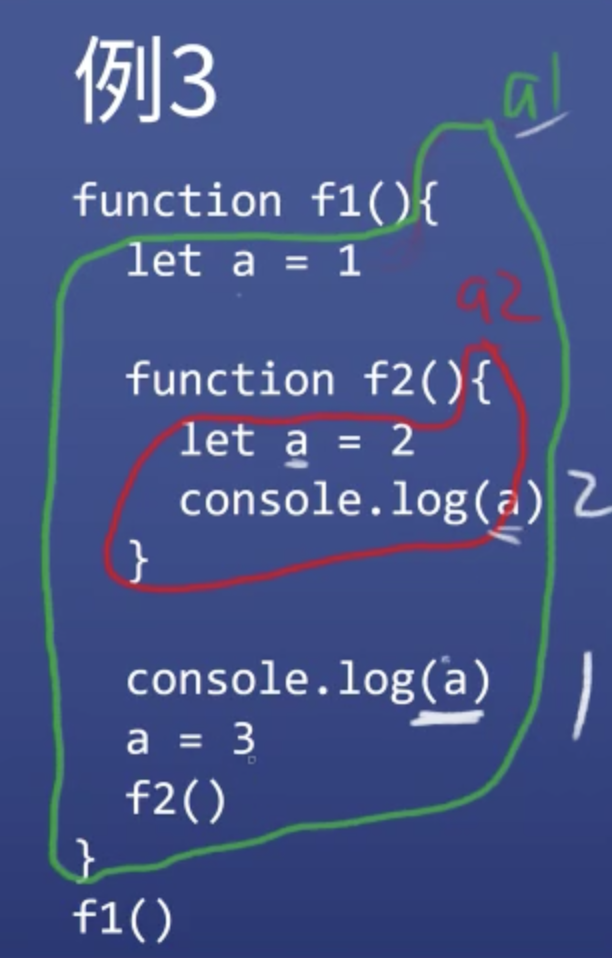 例3
a1
function f1(){
let a = 1
a2
function f2(){
let a = 2
console.log(a) 2
}
console.log(a) 1
a = 3
f2()
}
f1()